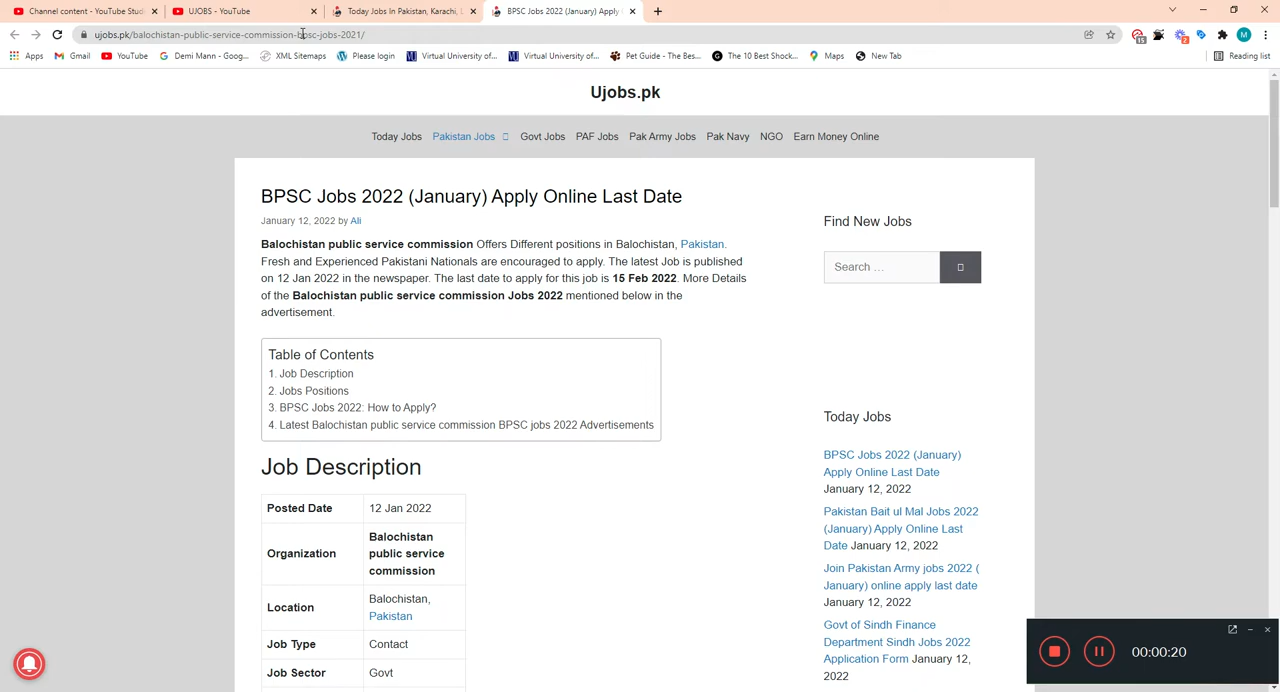 Channel content - YouTube Studi
UJOBS - YouTube
Today Jobs In Pakistan, Karachi, L
BPSC Jobs 2022 (January) Apply
ujobs.pk/balochistan-public-service-commission-bpsc-jobs-2021/
15
2
M
Apps
Gmail
YouTube
Demi Mann - Goog...
XML Sitemaps
Please login
Virtual University of...
Virtual University of...
Pet Guide - The Bes...
The 10 Best Shock...
Maps
New Tab
Reading list
Ujobs.pk
Today Jobs
Pakistan Jobs
Govt Jobs
PAF Jobs
Pak Army Jobs
Pak Navy
NGO
Earn Money Online
BPSC Jobs 2022 (January) Apply Online Last Date
January 12, 2022 by Ali
Balochistan public service commission Offers Different positions in Balochistan, Pakistan.
Fresh and Experienced Pakistani Nationals are encouraged to apply. The latest Job is published
on 12 Jan 2022 in the newspaper. The last date to apply for this job is 15 Feb 2022. More Details
of the Balochistan public service commission Jobs 2022 mentioned below in the
advertisement.
Table of Contents
1. Job Description
2. Jobs Positions
3. BPSC Jobs 2022: How to Apply?
4. Latest Balochistan public service commission BPSC jobs 2022 Advertisements
Job Description
Posted Date 12 Jan 2022
Organization Balochistan
public service
commission
Location Balochistan,
Pakistan
Job Type Contact
Job Sector Govt
Find New Jobs
Search …
Today Jobs
BPSC Jobs 2022 (January)
Apply Online Last Date
January 12, 2022
Pakistan Bait ul Mal Jobs 2022
(January) Apply Online Last
Date January 12, 2022
Join Pakistan Army jobs 2022 (
January) online apply last date
January 12, 2022
Govt of Sindh Finance
Department Sindh Jobs 2022
Application Form January 12,
2022
00:00:20